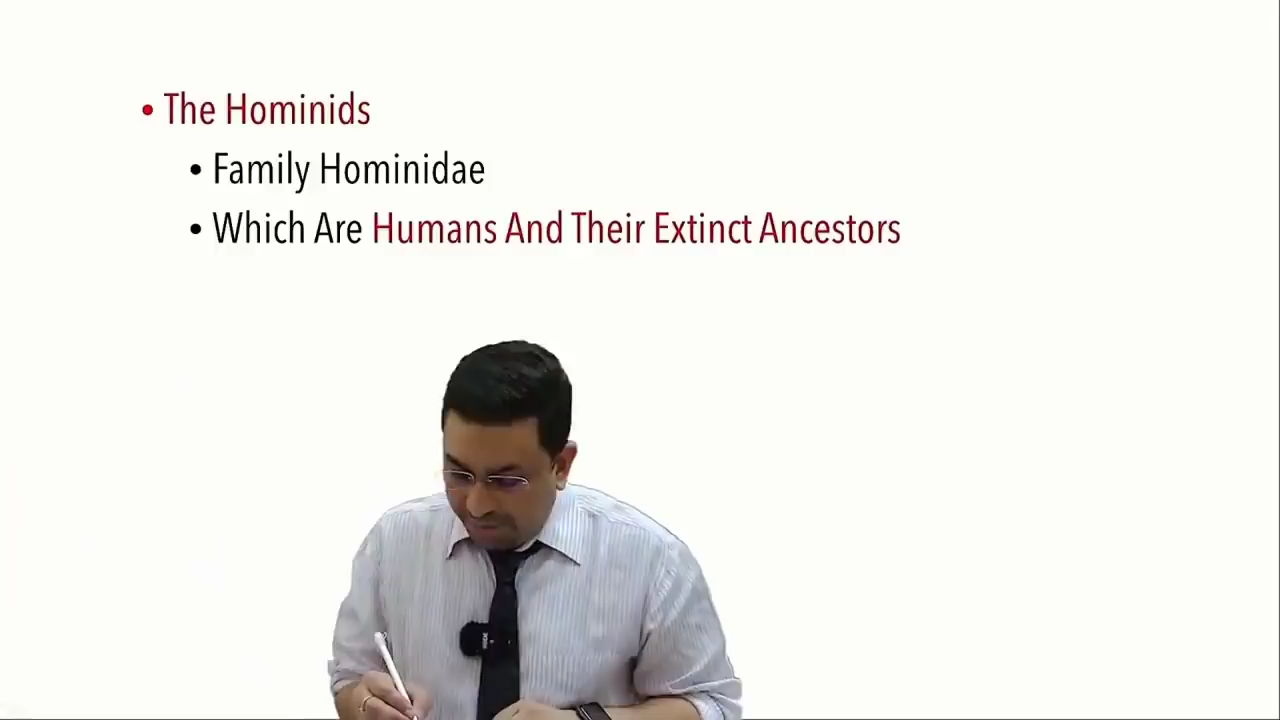 • The Hominids
• Family Hominidae
• Which Are Humans And Their Extinct Ancestors